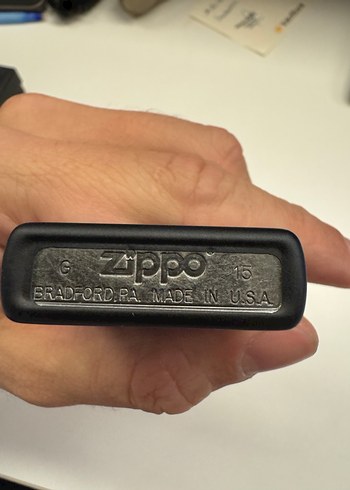 G Zippo 15
BRADFORD, PA. MADE IN U.S.A.